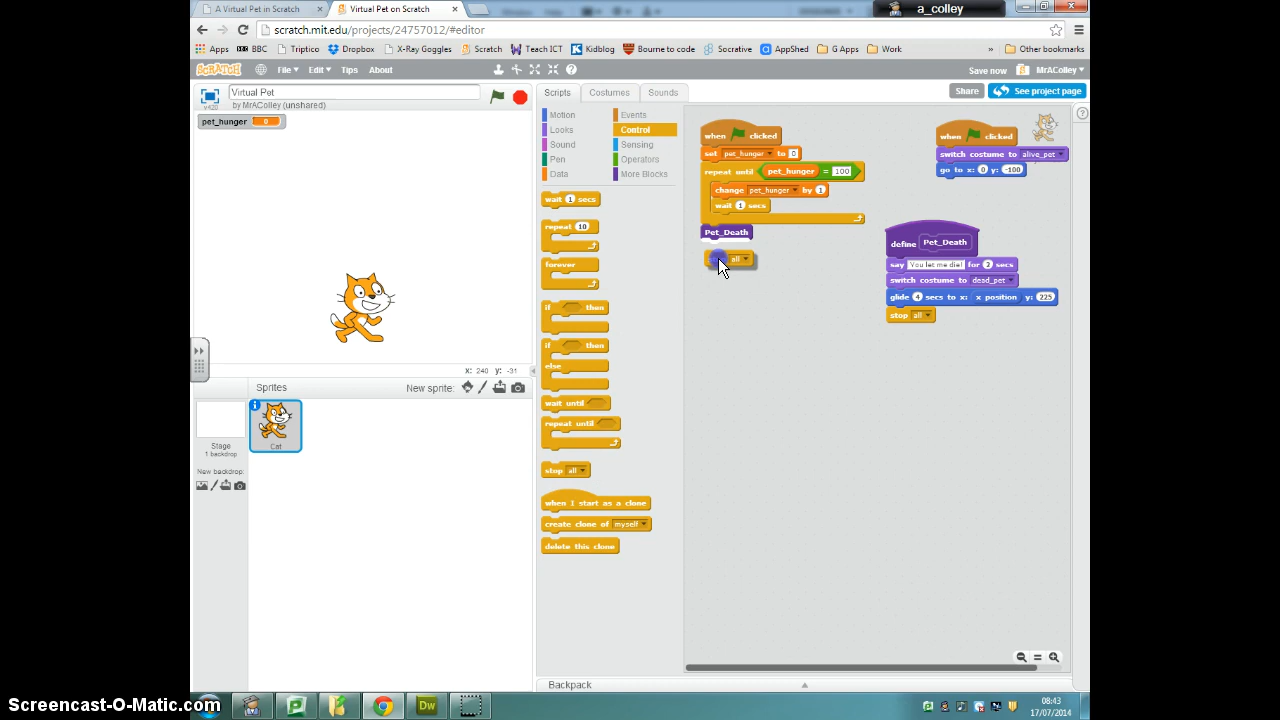 A Virtual Pet in Scratch
Virtual Pet on Scratch
a_colley
scratch.mit.edu/projects/24757012/#editor
Apps
BBC
Triptico
Dropbox
X-Ray Goggles
Scratch
Teach ICT
Kidblog
Bourne to code
Socrative
AppShed
G Apps
Work
»
Other bookmarks
SCRATCH
File
Edit
Tips
About
Save now
MrAColley
Virtual Pet
by MrAColley (unshared)
v420
Scripts
Costumes
Sounds
Share
See project page
pet_hunger 0
Motion
Events
Looks
Control
Sound
Sensing
Pen
Operators
Data
More Blocks
wait 1 secs
repeat 10
forever
if then
if then
else
wait until
repeat until
stop all
when I start as a clone
create clone of myself
delete this clone
when clicked
set pet_hunger to 0
repeat until pet_hunger = 100
change pet_hunger by 1
wait 1 secs
Pet_Death
all
when clicked
switch costume to alive_pet
go to x: 0 y: -100
define Pet_Death
say You let me die! for 2 secs
switch costume to dead_pet
glide 4 secs to x: x position y: 225
stop all
x: 240 y: -31
Sprites
New sprite:
Stage
1 backdrop
New backdrop:
Cat
Backpack
Dw
08:43
17/07/2014
Screencast-O-Matic.com